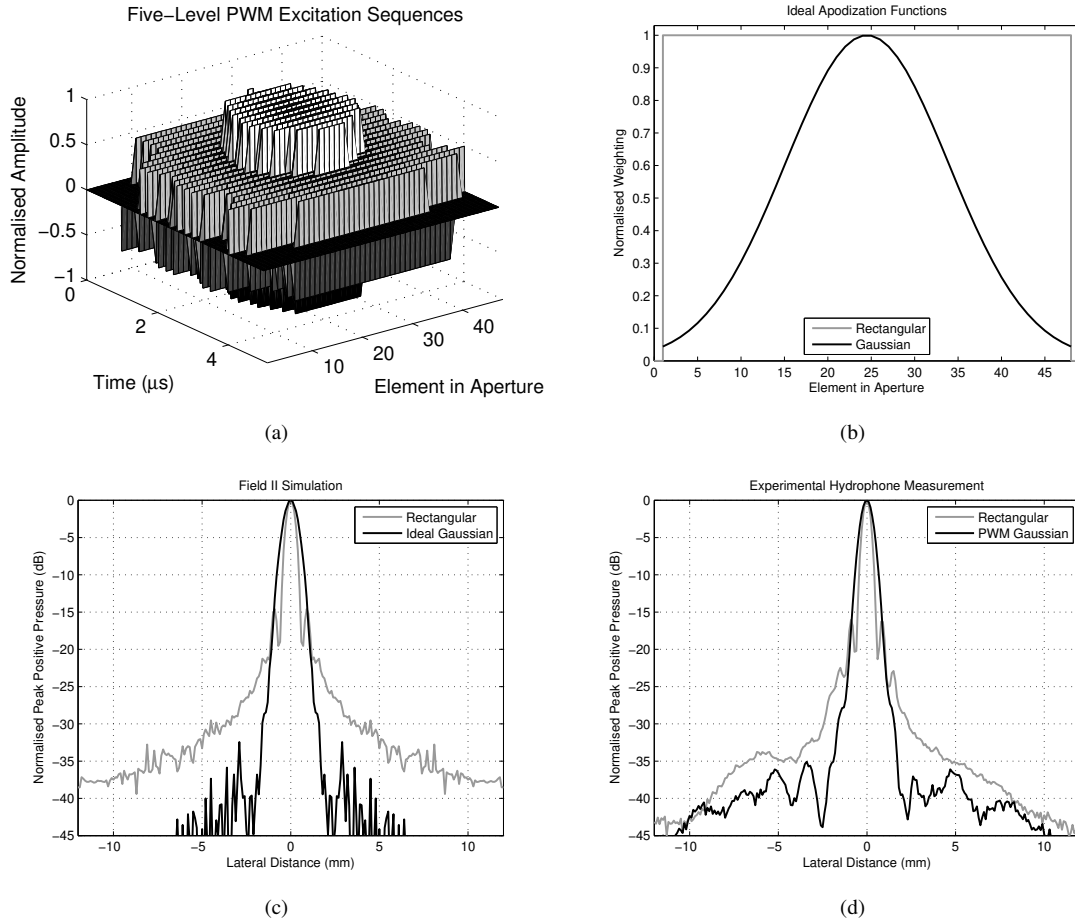 Five−Level PWM Excitation Sequences
1
0.5
0
−0.5
−1
Normalised Amplitude
0
2
4
Time (µs)
10
20
30
40
Element in Aperture
(a)
Ideal Apodization Functions
1
0.9
0.8
0.7
0.6
0.5
0.4
0.3
0.2
0.1
0
Normalised Weighting
Rectangular
Gaussian
0 5 10 15 20 25 30 35 40 45
Element in Aperture
(b)
Field II Simulation
0
−5
−10
−15
−20
−25
−30
−35
−40
−45
Normalised Peak Positive Pressure (dB)
Rectangular
Ideal Gaussian
−10 −5 0 5 10
Lateral Distance (mm)
(c)
Experimental Hydrophone Measurement
0
−5
−10
−15
−20
−25
−30
−35
−40
−45
Normalised Peak Positive Pressure (dB)
Rectangular
PWM Gaussian
−10 −5 0 5 10
Lateral Distance (mm)
(d)